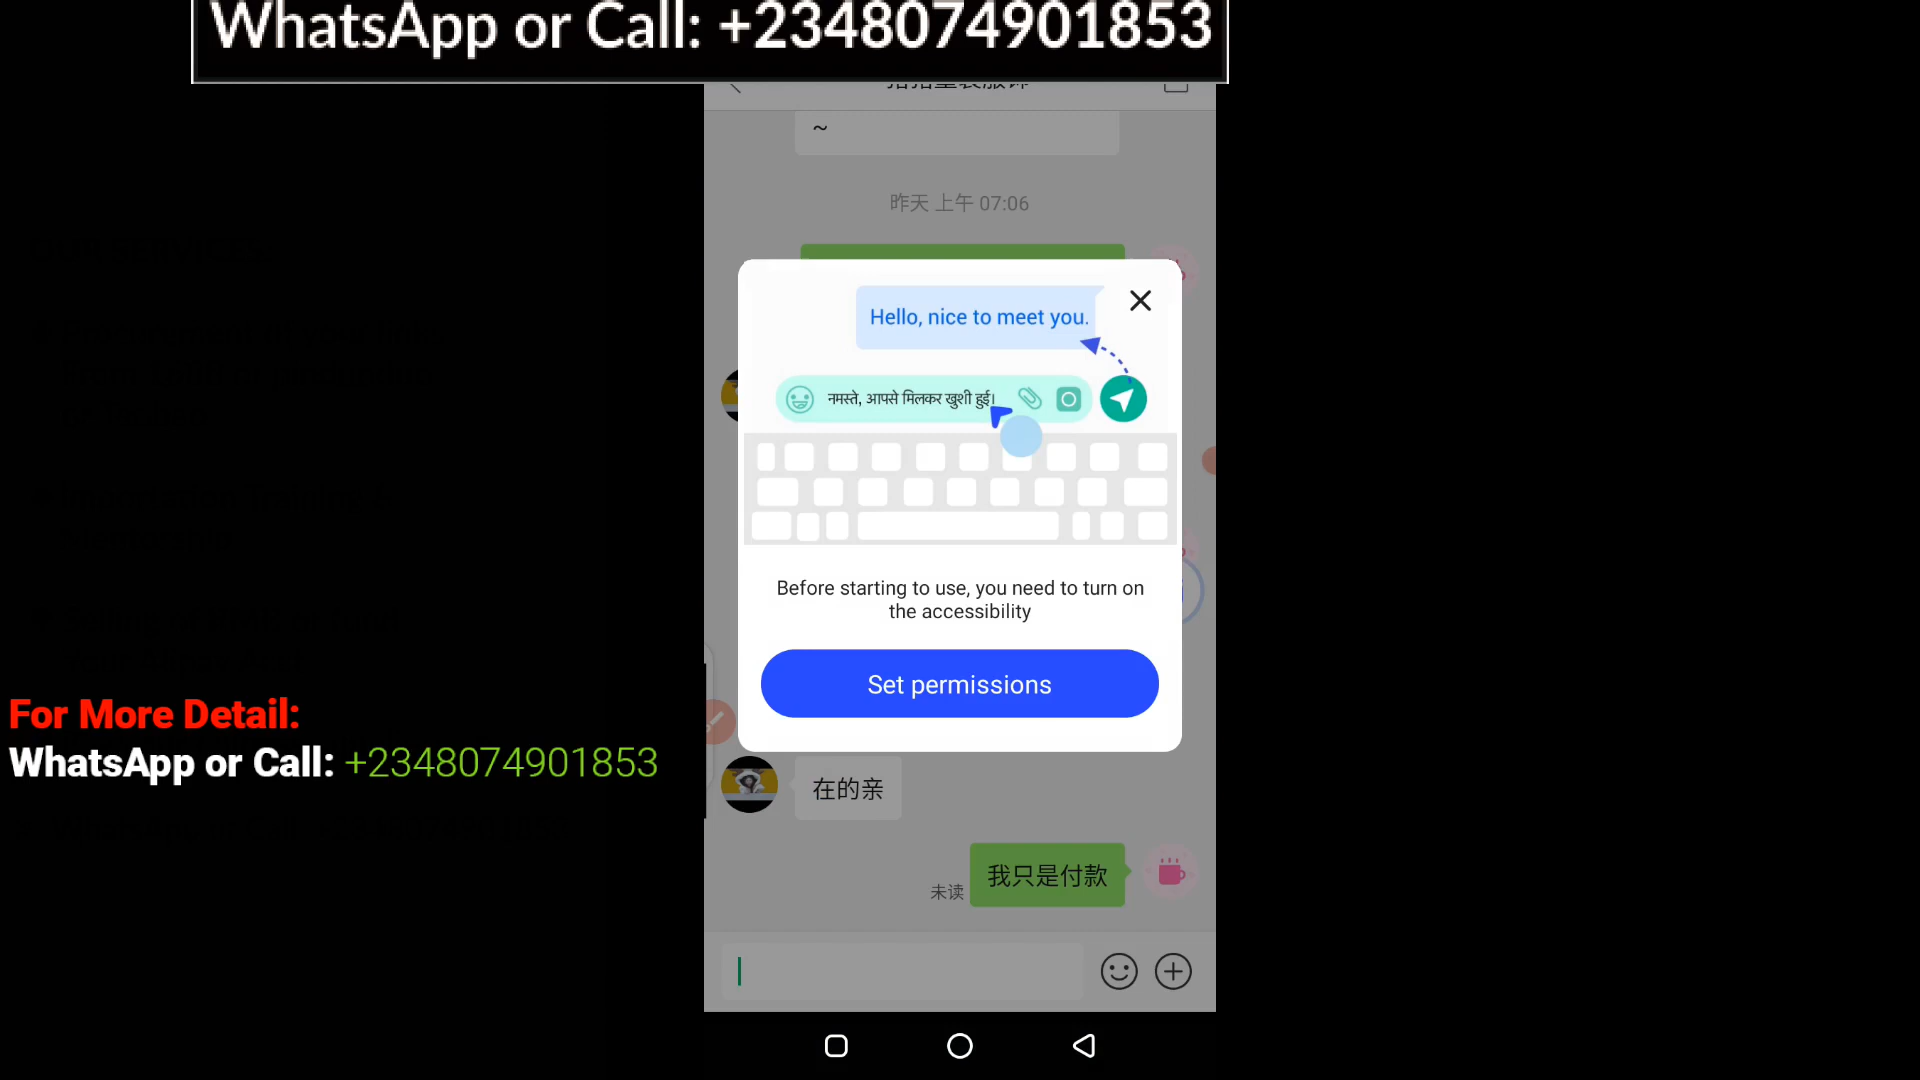 WhatsApp or Call: +2348074901853
~
昨天 上午 07:06
Hello, nice to meet you.
नमस्ते, आपसे मिलकर खुशी हुई।
Before starting to use, you need to turn on
the accessibility
Set permissions
For More Detail:
WhatsApp or Call: +2348074901853
在的亲
我只是付款
未读